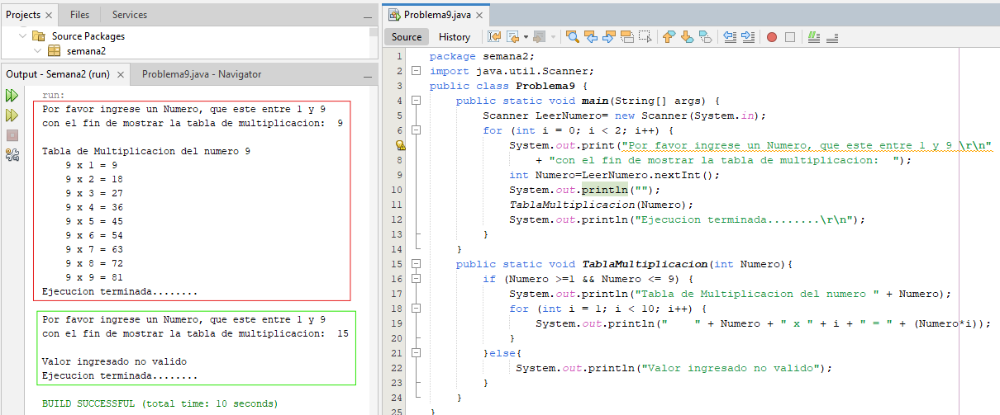 Projects × Files Services
Source Packages
semana2
Output - Semana2 (run) × Problema9.java - Navigator
run:
Por favor ingrese un Numero, que este entre 1 y 9
con el fin de mostrar la tabla de multiplicacion:  9
Tabla de Multiplicacion del numero 9
9 x 1 = 9
9 x 2 = 18
9 x 3 = 27
9 x 4 = 36
9 x 5 = 45
9 x 6 = 54
9 x 7 = 63
9 x 8 = 72
9 x 9 = 81
Ejecucion terminada........
Por favor ingrese un Numero, que este entre 1 y 9
con el fin de mostrar la tabla de multiplicacion:  15
Valor ingresado no valido
Ejecucion terminada........
BUILD SUCCESSFUL (total time: 10 seconds)
Problema9.java ×
Source History
1 package semana2;
2 import java.util.Scanner;
3 public class Problema9 {
4 public static void main(String[] args) {
5 Scanner LeerNumero= new Scanner(System.in);
6 for (int i = 0; i < 2; i++) {
System.out.print("Por favor ingrese un Numero, que este entre 1 y 9 \r\n"
8 + "con el fin de mostrar la tabla de multiplicacion:  ");
9 int Numero=LeerNumero.nextInt();
10 System.out.println("");
11 TablaMultiplicacion(Numero);
12 System.out.println("Ejecucion terminada........\r\n");
13 }
14 }
15 public static void TablaMultiplicacion(int Numero){
16 if (Numero >=1 && Numero <= 9) {
17 System.out.println("Tabla de Multiplicacion del numero " + Numero);
18 for (int i = 1; i < 10; i++) {
19 System.out.println("    " + Numero + " x " + i + " = " + (Numero*i));
20 }
21 }else{
22 System.out.println("Valor ingresado no valido");
23 }
24 }
25 }